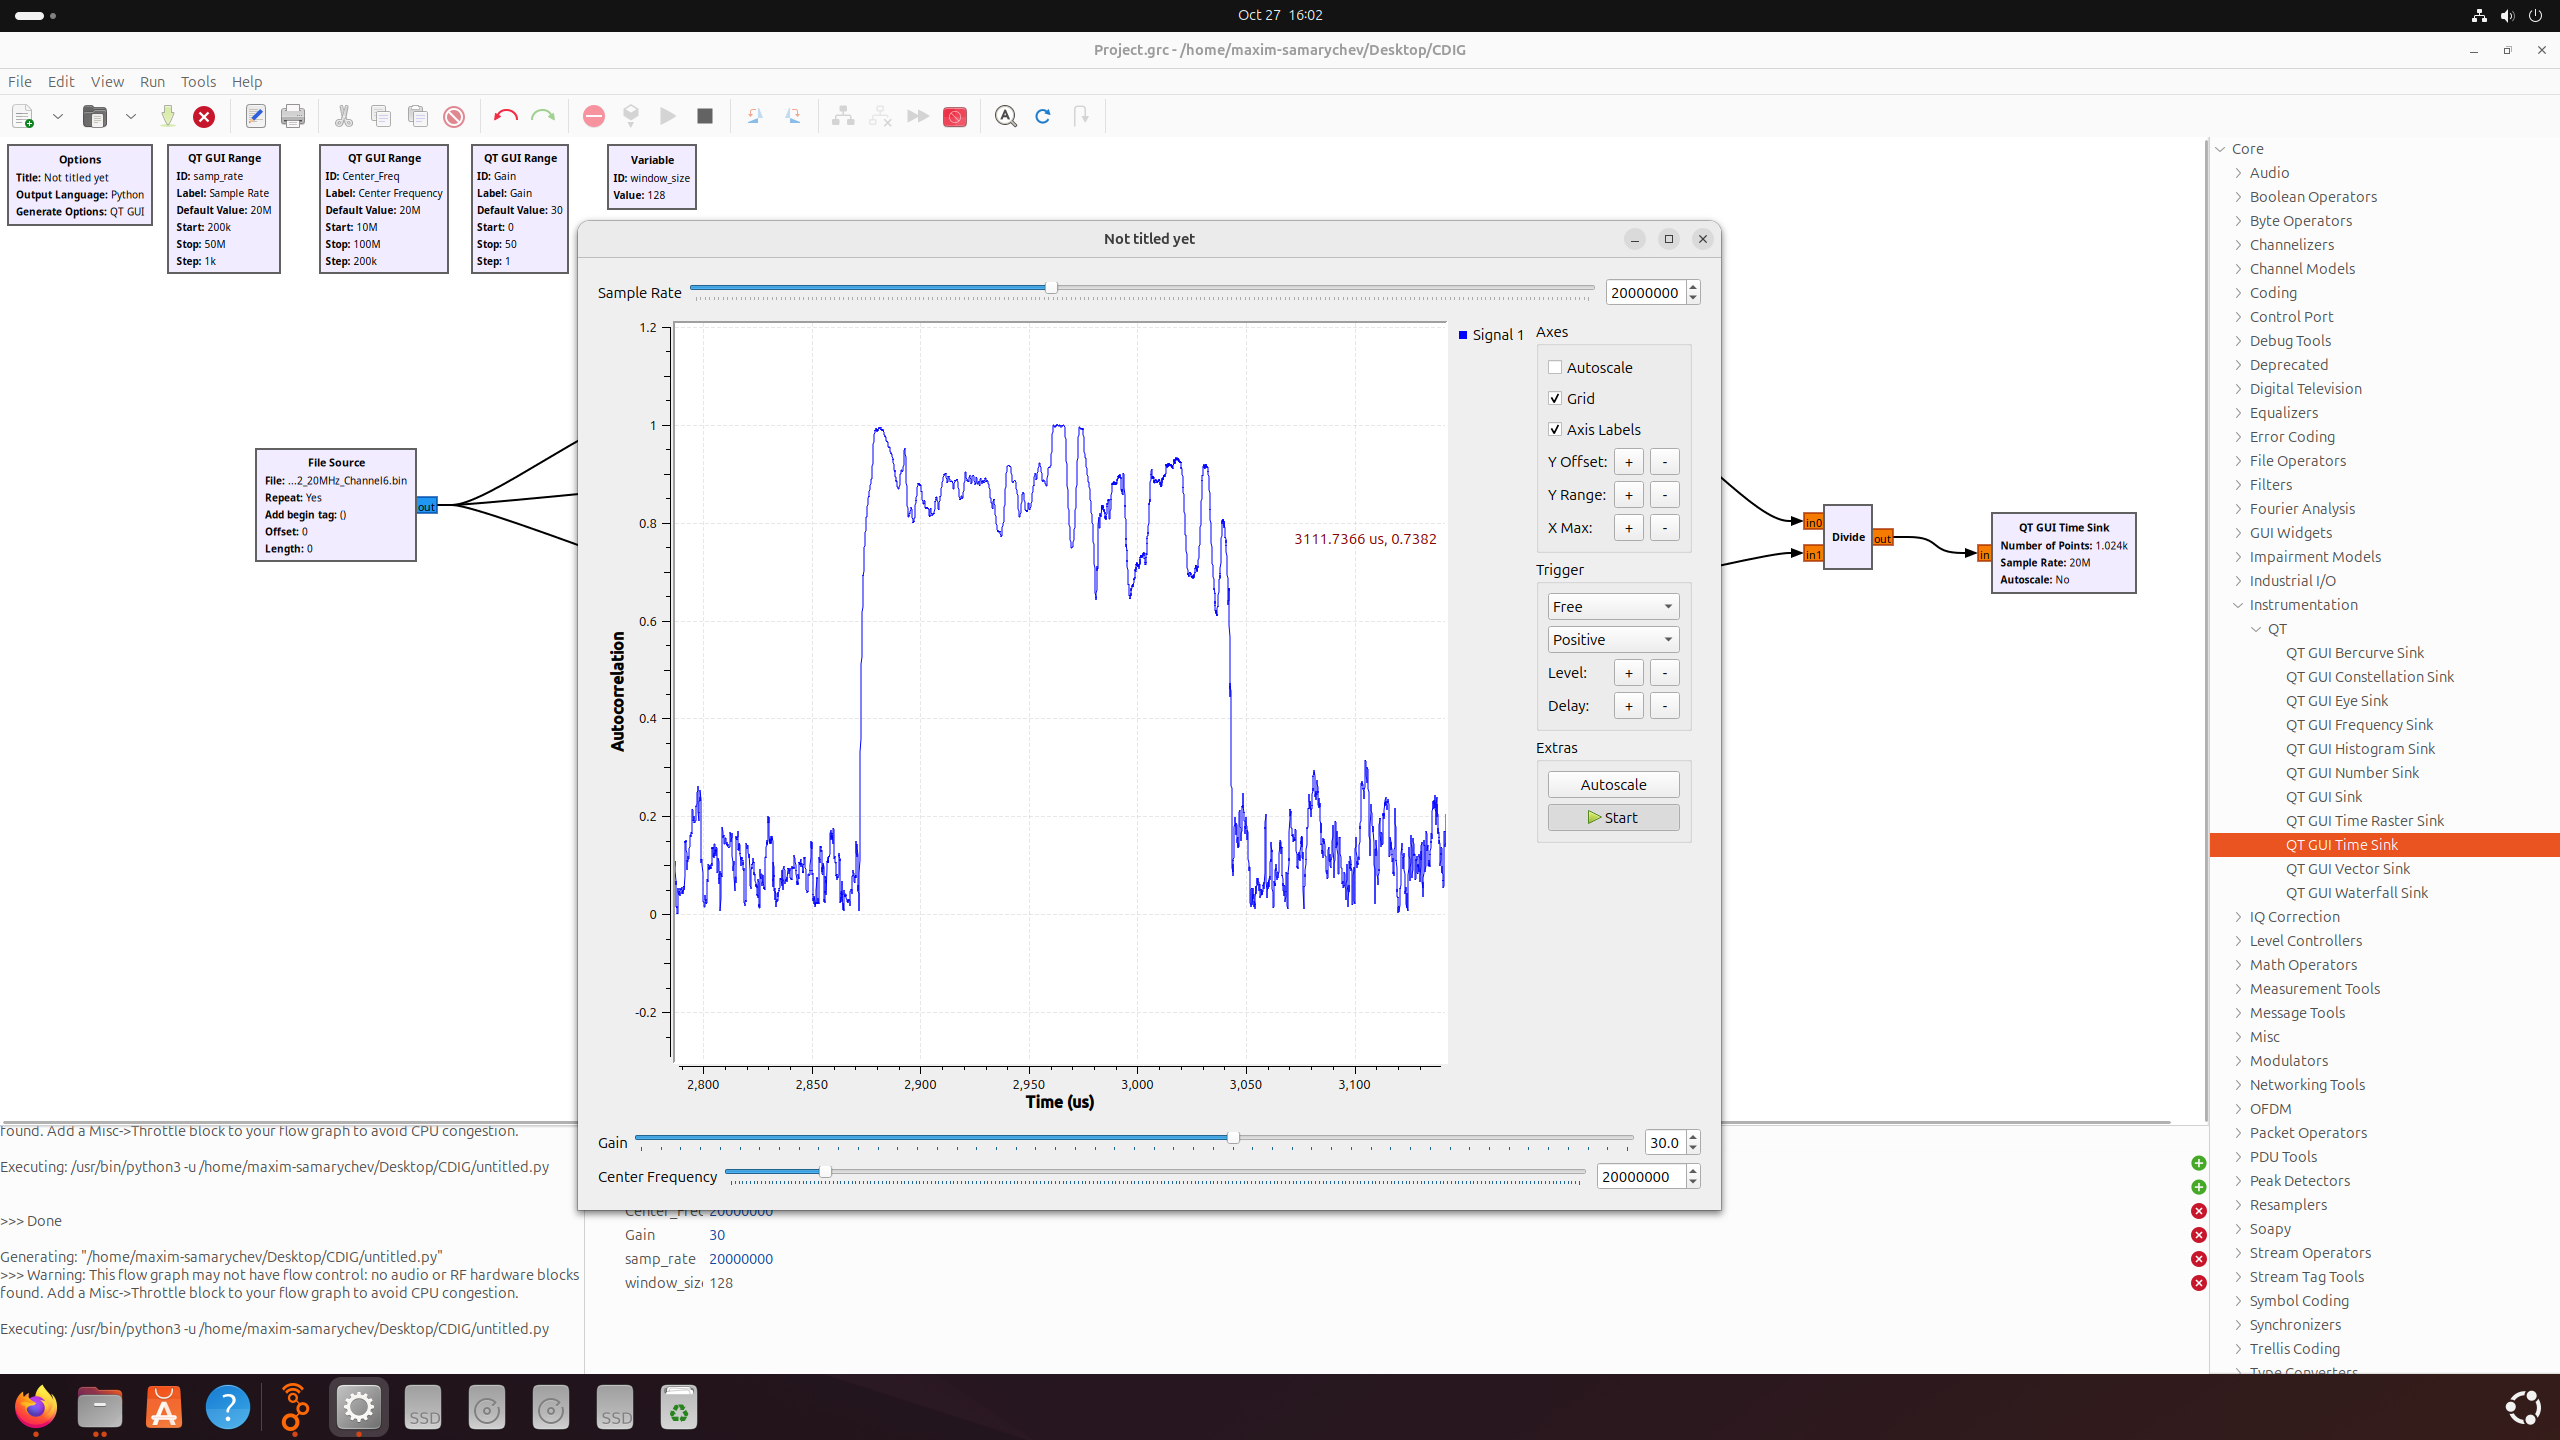 Oct 27 16:02
Project.grc - /home/maxim-samarychev/Desktop/CDIG
File Edit View Run Tools Help
Options
Title: Not titled yet
Output Language: Python
Generate Options: QT GUI
QT GUI Range
ID: samp_rate
Label: Sample Rate
Default Value: 20M
Start: 200k
Stop: 50M
Step: 1k
QT GUI Range
ID: Center_Freq
Label: Center Frequency
Default Value: 20M
Start: 10M
Stop: 100M
Step: 200k
QT GUI Range
ID: Gain
Label: Gain
Default Value: 30
Start: 0
Stop: 50
Step: 1
Variable
ID: window_size
Value: 128
File Source
File: ...2_20MHz_Channel6.bin
Repeat: Yes
Add begin tag: ()
Offset: 0
Length: 0
out
Not titled yet
Sample Rate
20000000
1.2
1
0.8
0.6
0.4
0.2
0
-0.2
Autocorrelation
3111.7366 us, 0.7382
2,800 2,850 2,900 2,950 3,000 3,050 3,100
Time (us)
Signal 1
Axes
Autoscale
Grid
Axis Labels
Y Offset: + -
Y Range: + -
X Max: + -
Trigger
Free
Positive
Level: + -
Delay: + -
Extras
Autoscale
Start
Gain
30.0
Center Frequency
20000000
in0
in1
Divide
out
in
QT GUI Time Sink
Number of Points: 1.024k
Sample Rate: 20M
Autoscale: No
Core
Audio
Boolean Operators
Byte Operators
Channelizers
Channel Models
Coding
Control Port
Debug Tools
Deprecated
Digital Television
Equalizers
Error Coding
File Operators
Filters
Fourier Analysis
GUI Widgets
Impairment Models
Industrial I/O
Instrumentation
QT
QT GUI Bercurve Sink
QT GUI Constellation Sink
QT GUI Eye Sink
QT GUI Frequency Sink
QT GUI Histogram Sink
QT GUI Number Sink
QT GUI Sink
QT GUI Time Raster Sink
QT GUI Time Sink
QT GUI Vector Sink
QT GUI Waterfall Sink
IQ Correction
Level Controllers
Math Operators
Measurement Tools
Message Tools
Misc
Modulators
Networking Tools
OFDM
Packet Operators
PDU Tools
Peak Detectors
Resamplers
Soapy
Stream Operators
Stream Tag Tools
Symbol Coding
Synchronizers
Trellis Coding
Type Converters
found. Add a Misc->Throttle block to your flow graph to avoid CPU congestion.
Executing: /usr/bin/python3 -u /home/maxim-samarychev/Desktop/CDIG/untitled.py
>>> Done
Generating: "/home/maxim-samarychev/Desktop/CDIG/untitled.py"
>>> Warning: This flow graph may not have flow control: no audio or RF hardware blocks
found. Add a Misc->Throttle block to your flow graph to avoid CPU congestion.
Executing: /usr/bin/python3 -u /home/maxim-samarychev/Desktop/CDIG/untitled.py
Center_Freq 20000000
Gain 30
samp_rate 20000000
window_size 128
SSD
SSD